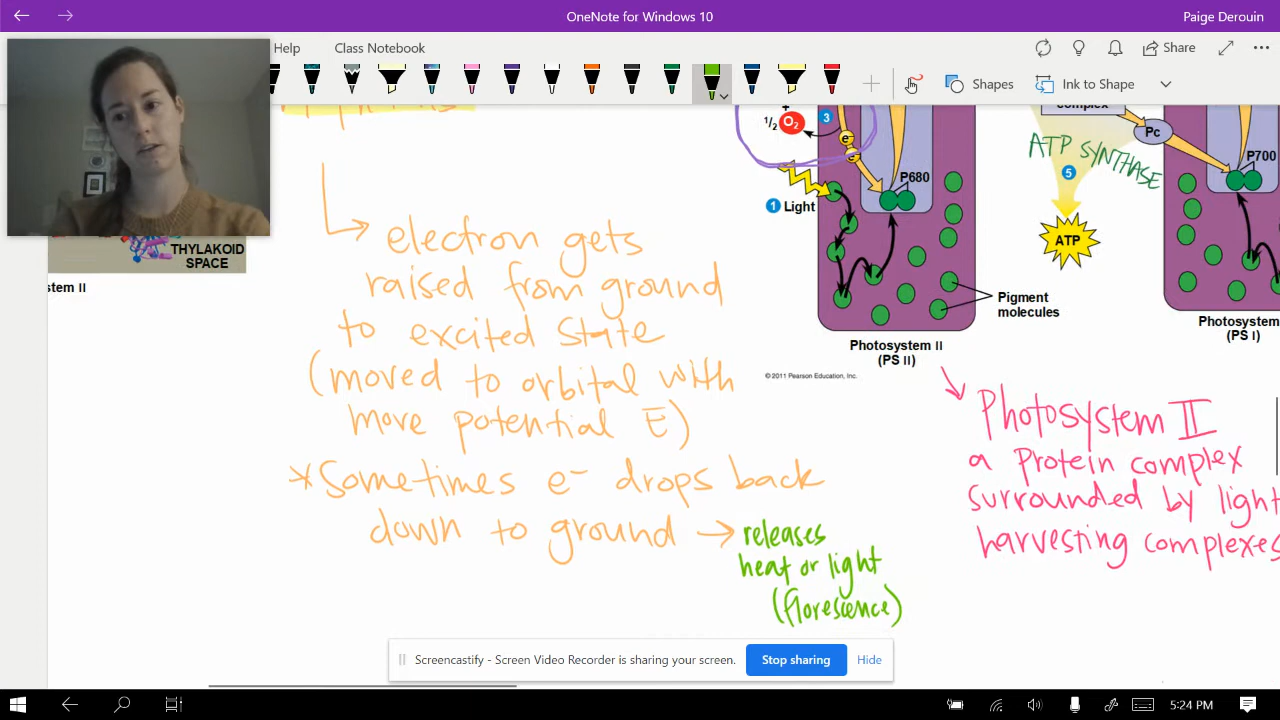 OneNote for Windows 10
Paige Derouin
Help
Class Notebook
Share
Shapes
Ink to Shape
THYLAKOID
SPACE
stem II
electron gets
raised from ground
to excited state
(moved to orbital with
more potential E)
*Sometimes e- drops back
down to ground → releases
heat or light
(florescence)
+
1/2 O2
3
e-
1 Light
P680
Pigment
molecules
Photosystem II
(PS II)
© 2011 Pearson Education, Inc.
complex
Pc
ATP SYNTHASE
5
ATP
P700
Photosystem
(PS I)
Photosystem II
a Protein complex
surrounded by light
harvesting complexes
Screencastify - Screen Video Recorder is sharing your screen.
Stop sharing
Hide
5:24 PM